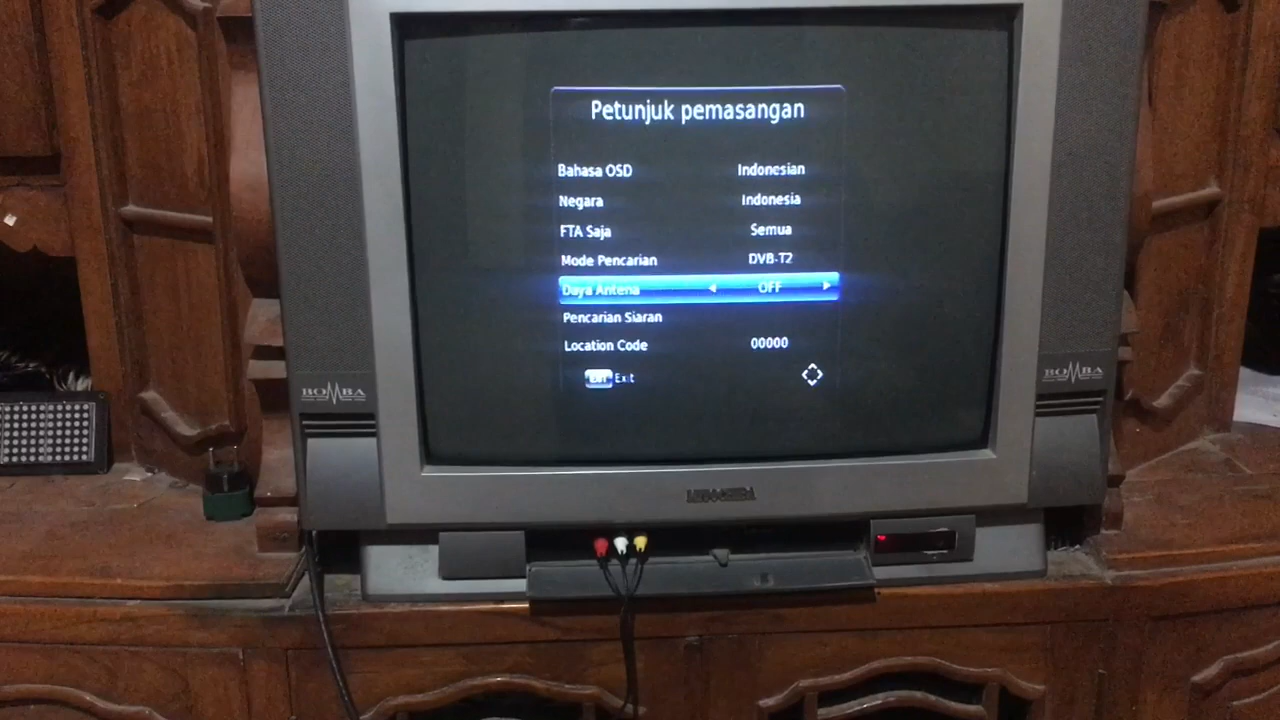 Petunjuk pemasangan
Bahasa OSD Indonesian
Negara Indonesia
FTA Saja Semua
Mode Pencarian DVB-T2
Daya Antena OFF
Pencarian Siaran
Location Code 00000
EXIT Exit
BOMBA
BOMBA